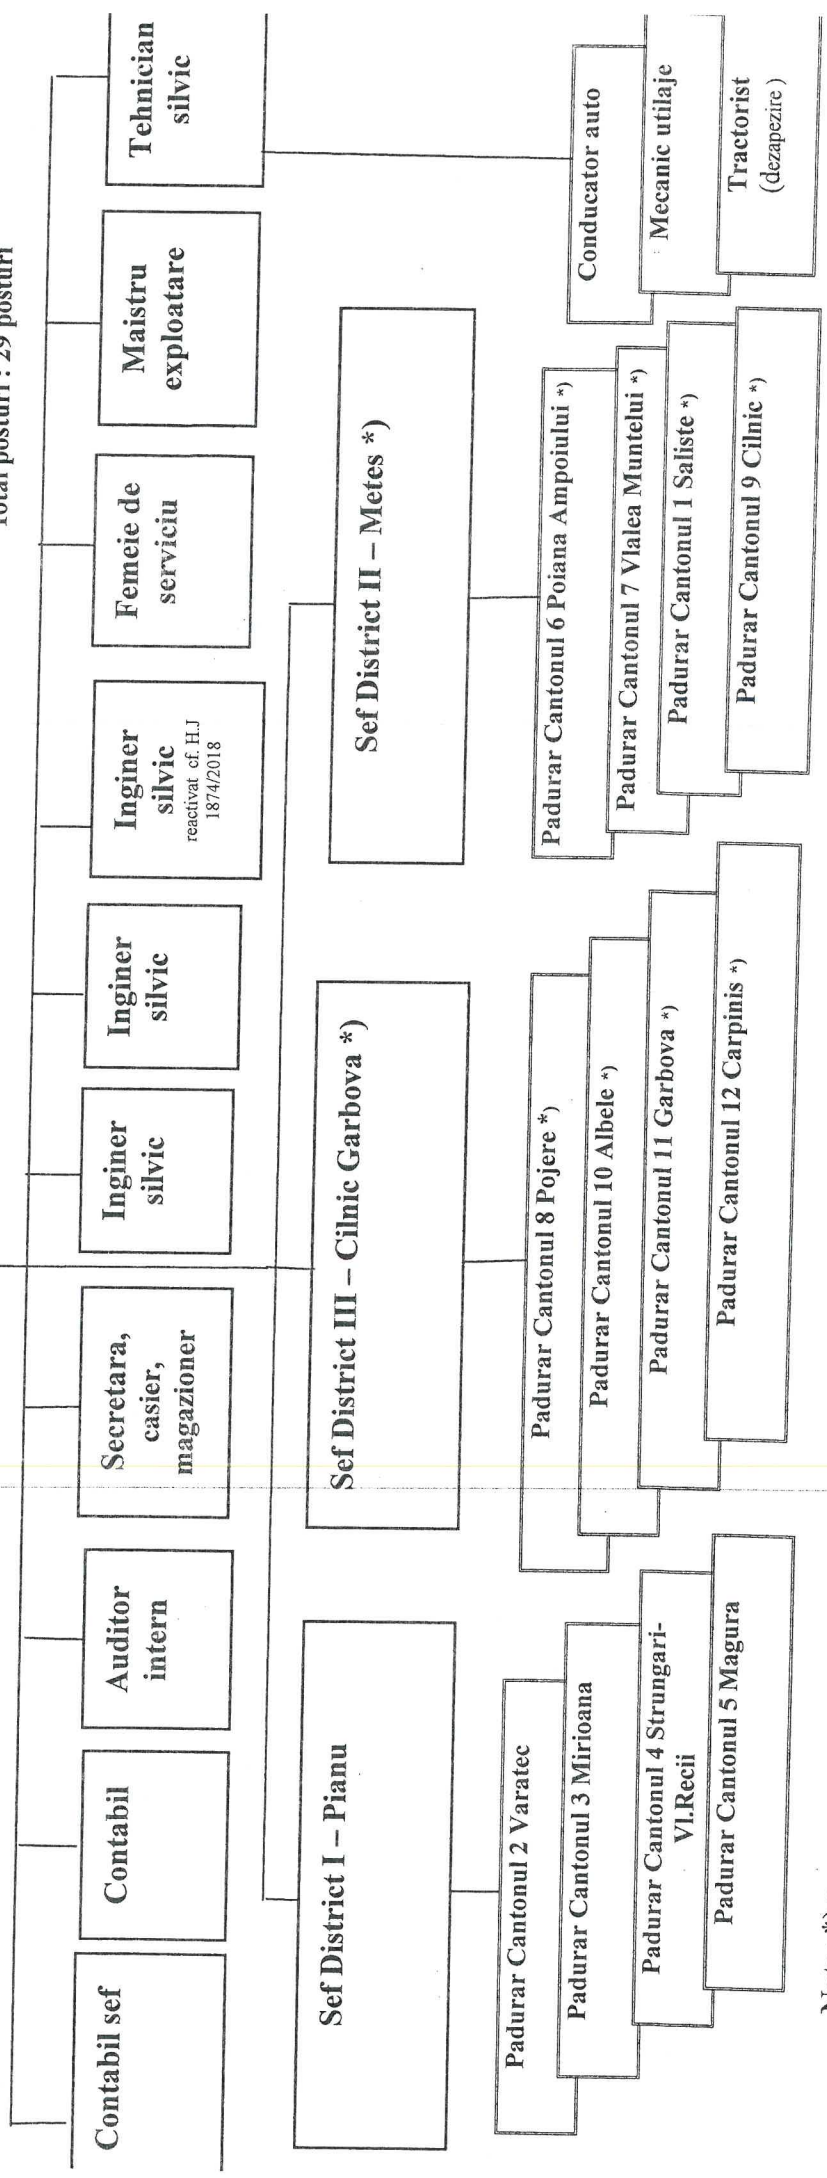 Total posturi : 29 posturi
Contabil sef
Contabil
Auditor
intern
Secretara,
casier,
magazioner
Inginer
silvic
Inginer
silvic
Inginer
silvic
reactivat cf. H.J
1874/2018
Femeie de
serviciu
Maistru
exploatare
Tehnician
silvic
Sef District I – Pianu
Sef District III – Cilnic Garbova *)
Sef District II – Metes *)
Padurar Cantonul 2 Varatec
Padurar Cantonul 3 Mirioana
Padurar Cantonul 4 Strungari-
Vl.Recii
Padurar Cantonul 5 Magura
Padurar Cantonul 8 Pojere *)
Padurar Cantonul 10 Albele *)
Padurar Cantonul 11 Garbova *)
Padurar Cantonul 12 Carpinis *)
Padurar Cantonul 6 Poiana Ampoiului *)
Padurar Cantonul 7 Vlalea Muntelui *)
Padurar Cantonul 1 Saliste *)
Padurar Cantonul 9 Cilnic *)
Conducator auto
Mecanic utilaje
Tractorist
(dezapezire )